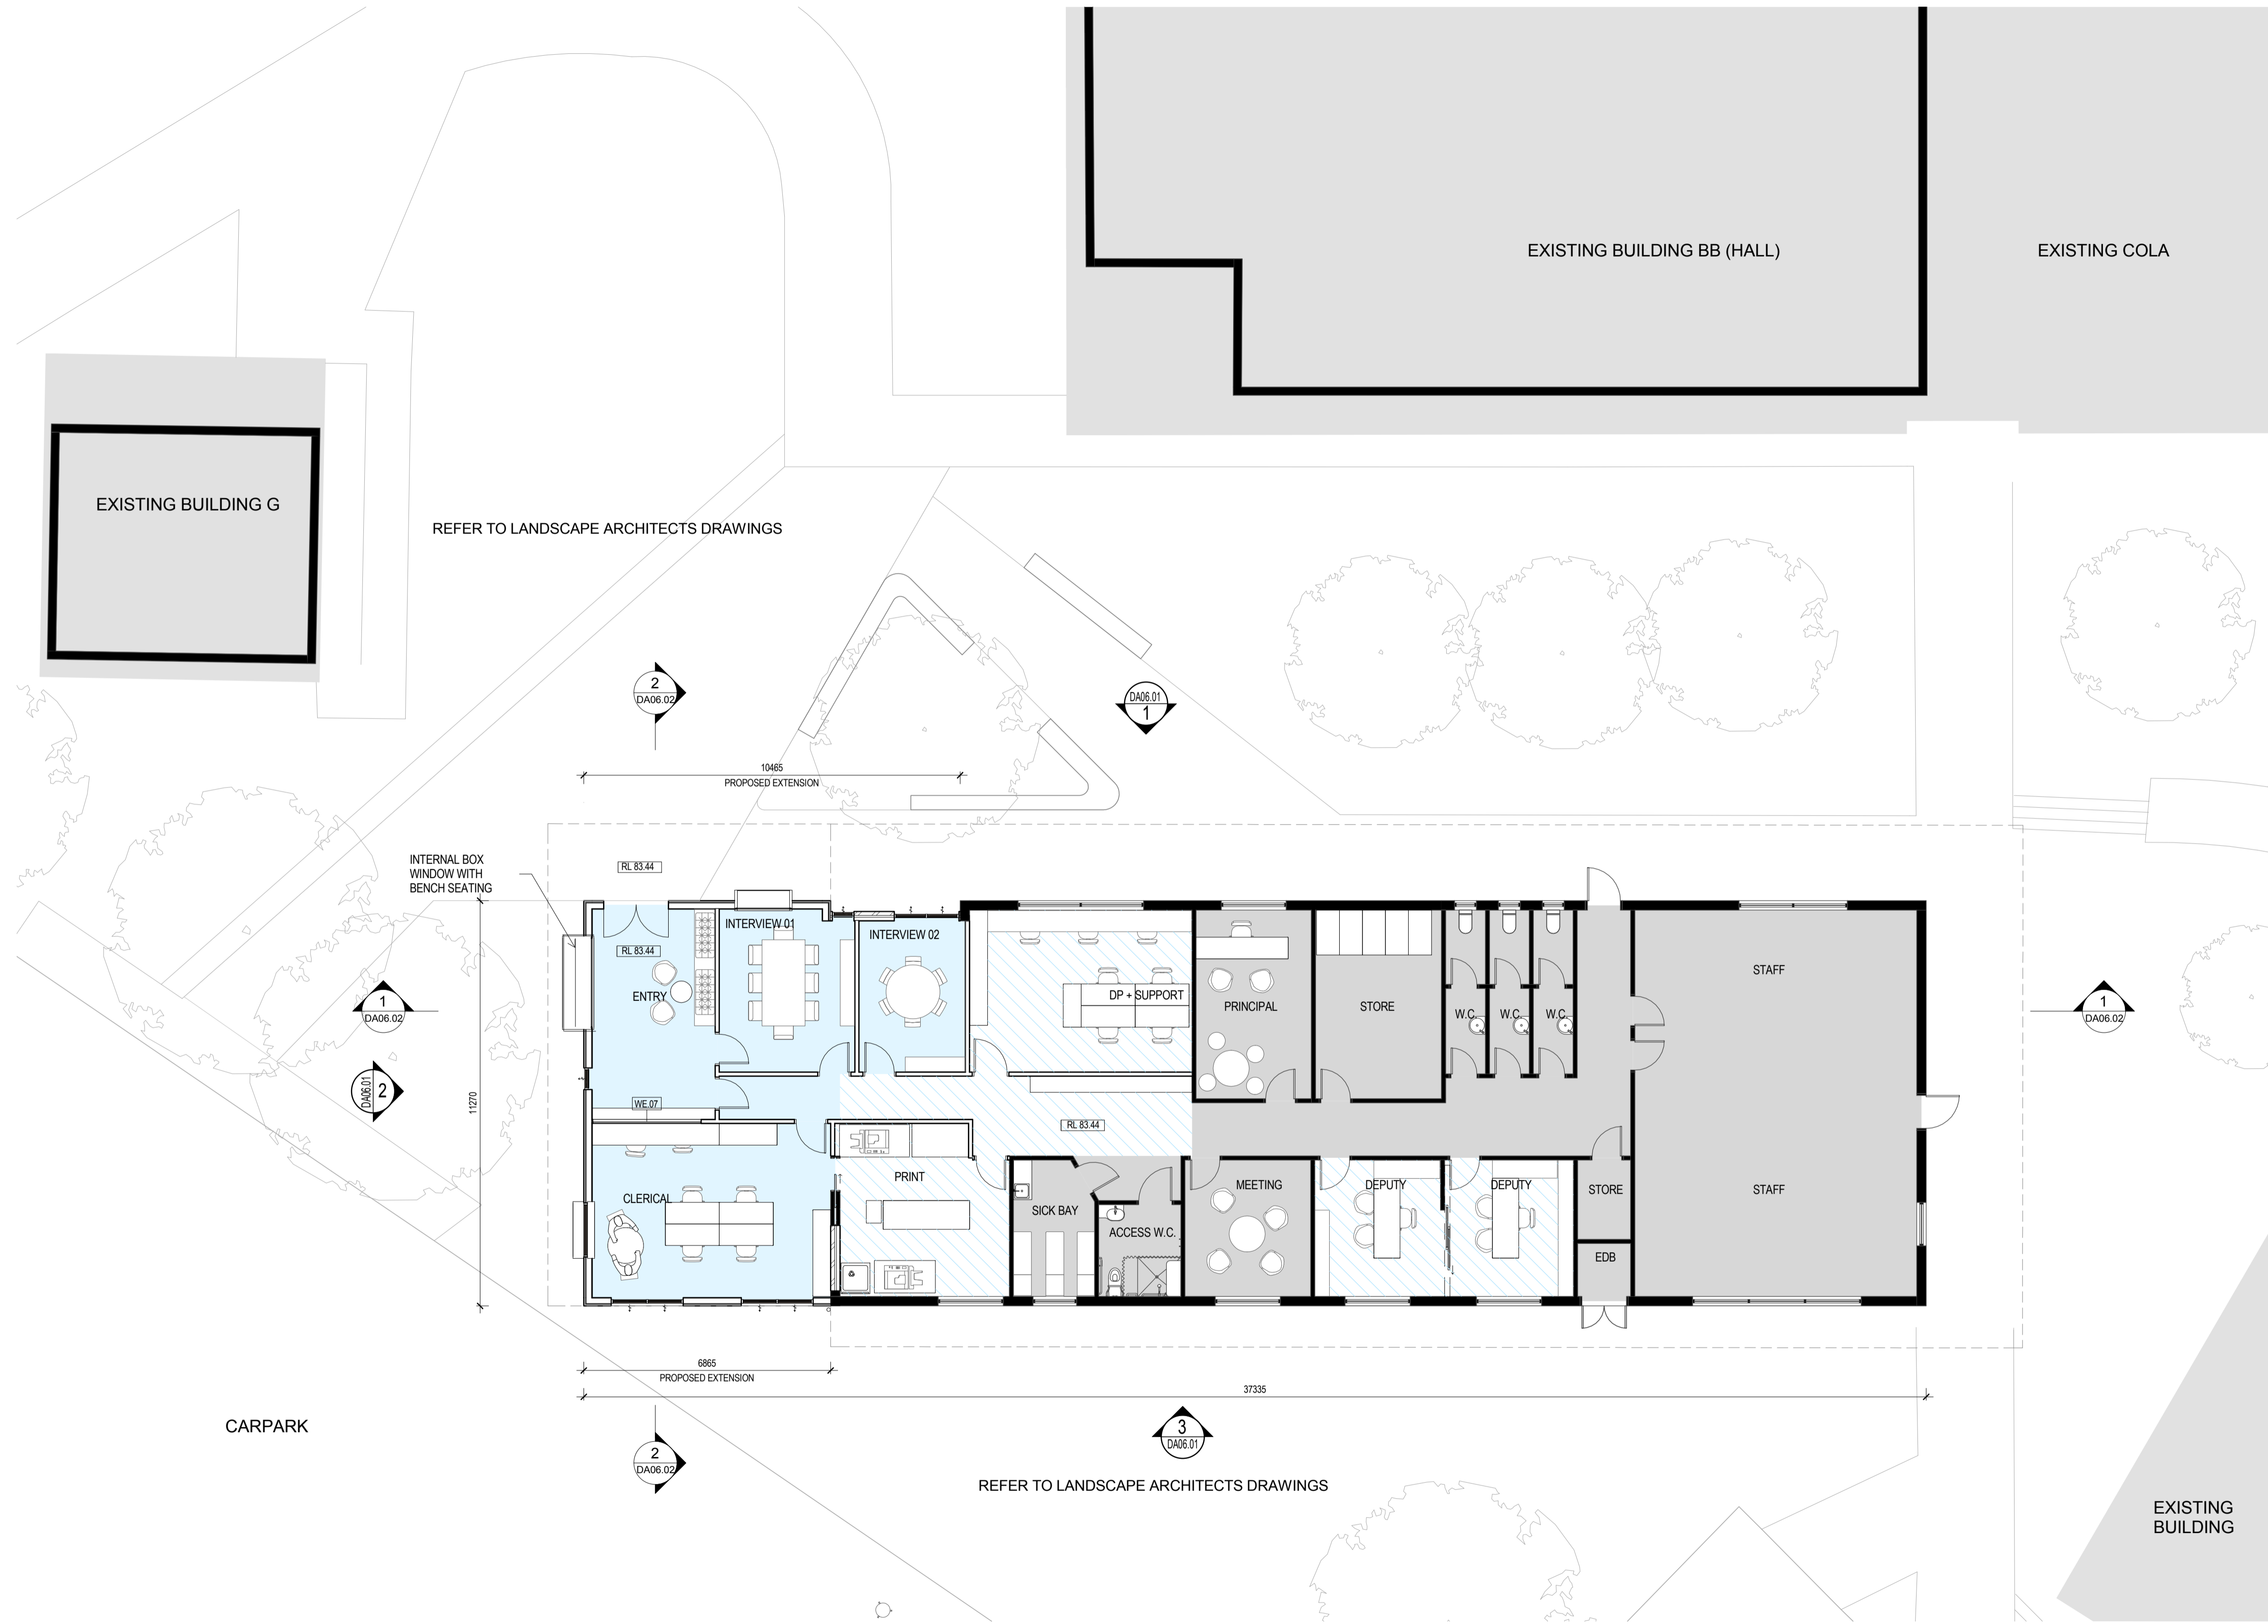 EXISTING BUILDING BB (HALL)
EXISTING COLA
EXISTING BUILDING G
REFER TO LANDSCAPE ARCHITECTS DRAWINGS
2
DA06.02
DA06.01
1
10465
PROPOSED EXTENSION
INTERNAL BOX
WINDOW WITH
BENCH SEATING
RL 83.44
INTERVIEW 01
INTERVIEW 02
RL 83.44
ENTRY
DP + SUPPORT
PRINCIPAL
STORE
W.C.
W.C.
W.C.
STAFF
1
DA06.02
1
DA06.02
DA06.01
2
11270
WE.07
RL 83.44
CLERICAL
PRINT
SICK BAY
ACCESS W.C.
MEETING
DEPUTY
DEPUTY
STORE
STAFF
EDB
6865
PROPOSED EXTENSION
37335
CARPARK
2
DA06.02
3
DA06.01
REFER TO LANDSCAPE ARCHITECTS DRAWINGS
EXISTING
BUILDING